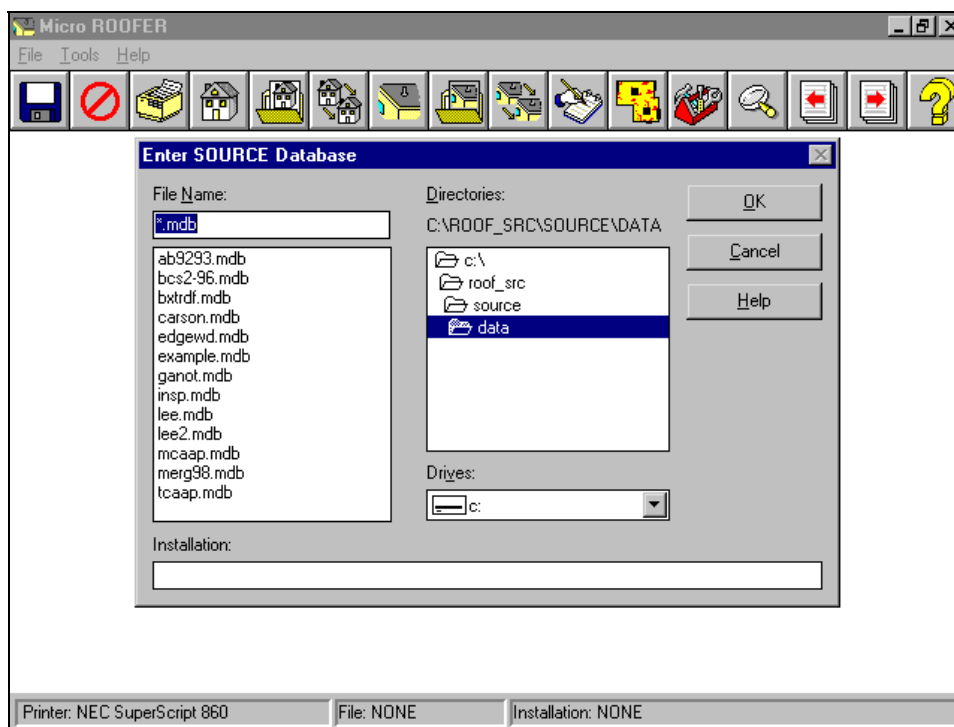 Micro ROOFER
File Tools Help
Enter SOURCE Database
File Name:
*.mdb
ab9293.mdb
bcs2-96.mdb
bxtrdf.mdb
carson.mdb
edgewd.mdb
example.mdb
ganot.mdb
insp.mdb
lee.mdb
lee2.mdb
mcaap.mdb
merg98.mdb
tcaap.mdb
Directories:
C:\ROOF_SRC\SOURCE\DATA
c:\
roof_src
source
data
Drives:
c:
OK
Cancel
Help
Installation:
Printer: NEC SuperScript 860 File: NONE Installation: NONE